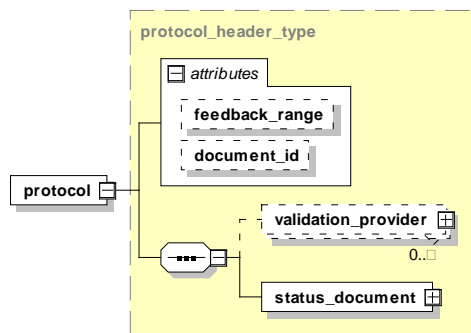 protocol_header_type
attributes
feedback_range
document_id
protocol
validation_provider
0..□
status_document